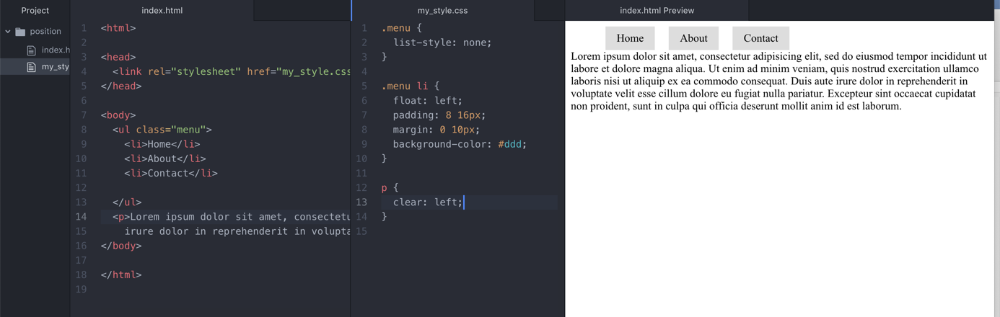 Project
position
index.h
my_sty
index.html
1 <html>
2
3 <head>
4 <link rel="stylesheet" href="my_style.css
5 </head>
6
7 <body>
8 <ul class="menu">
9 <li>Home</li>
10 <li>About</li>
11 <li>Contact</li>
12
13 </ul>
14 <p>Lorem ipsum dolor sit amet, consectetu
15 irure dolor in reprehenderit in volupta
16 </body>
17
18 </html>
19
my_style.css
1 .menu {
2 list-style: none;
3 }
4
5 .menu li {
6 float: left;
7 padding: 8 16px;
8 margin: 0 10px;
9 background-color: #ddd;
10 }
11
12 p {
13 clear: left;
14 }
15
index.html Preview
Home About Contact
Lorem ipsum dolor sit amet, consectetur adipisicing elit, sed do eiusmod tempor incididunt ut
labore et dolore magna aliqua. Ut enim ad minim veniam, quis nostrud exercitation ullamco
laboris nisi ut aliquip ex ea commodo consequat. Duis aute irure dolor in reprehenderit in
voluptate velit esse cillum dolore eu fugiat nulla pariatur. Excepteur sint occaecat cupidatat
non proident, sunt in culpa qui officia deserunt mollit anim id est laborum.